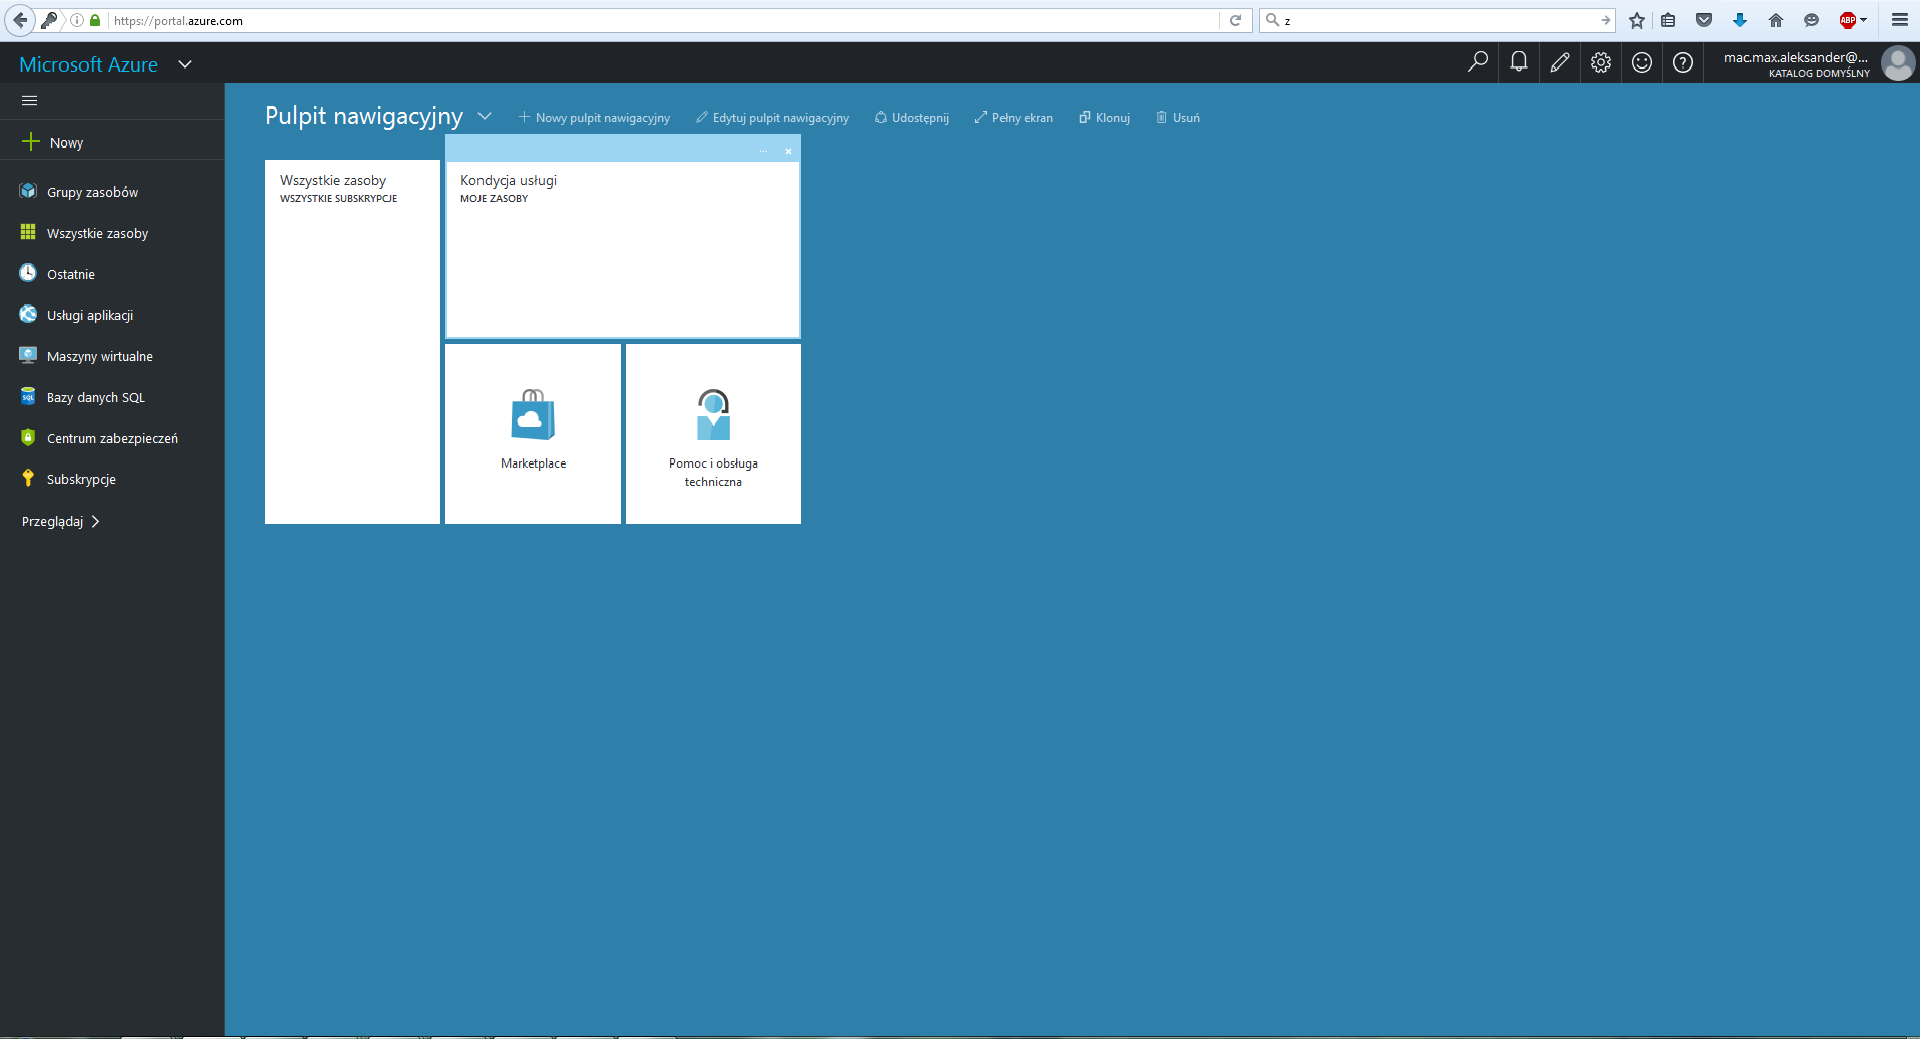 https://portal.azure.com
z
ABP
Microsoft Azure
mac.max.aleksander@...
KATALOG DOMYŚLNY
Pulpit nawigacyjny
Nowy pulpit nawigacyjny
Edytuj pulpit nawigacyjny
Udostępnij
Pełny ekran
Klonuj
Usuń
Nowy
Grupy zasobów
Wszystkie zasoby
Ostatnie
Usługi aplikacji
Maszyny wirtualne
SQL
Bazy danych SQL
Centrum zabezpieczeń
Subskrypcje
Przeglądaj
Wszystkie zasoby
WSZYSTKIE SUBSKRYPCJE
Kondycja usługi
MOJE ZASOBY
Marketplace
Pomoc i obsługa
techniczna